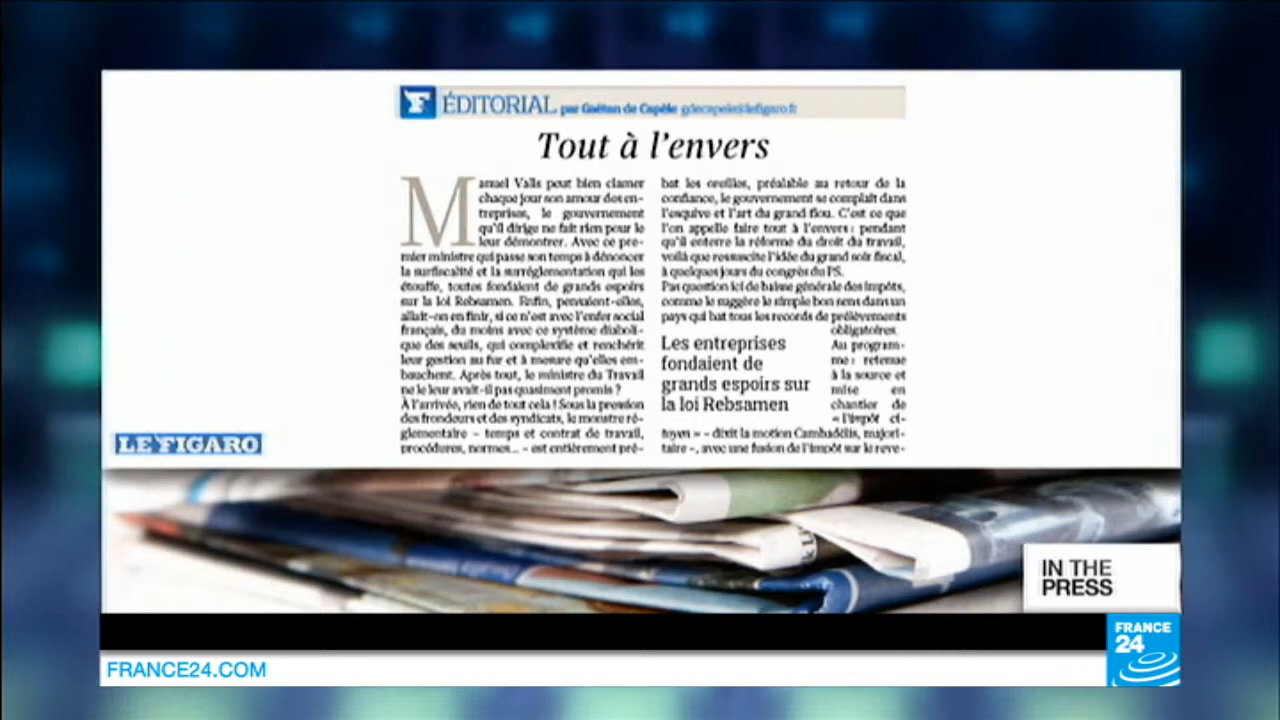 F ÉDITORIAL par Gaëtan de Capèle gdecapele@lefigaro.fr
Tout à l'envers
Manuel Valls peut bien clamer
chaque jour son amour des en-
treprises, le gouvernement
qu'il dirige ne fait rien pour le
leur démontrer. Avec ce pre-
mier ministre qui passe son temps à dénoncer
la surfiscalité et la surréglementation qui les
étouffe, toutes fondaient de grands espoirs
sur la loi Rebsamen. Enfin, pensaient-elles,
allait-on en finir, si ce n'est avec l'enfer social
français, du moins avec ce système diaboli-
que des seuils, qui complexifie et renchérit
leur gestion au fur et à mesure qu'elles em-
bauchent. Après tout, le ministre du Travail
ne le leur avait-il pas quasiment promis ?
À l'arrivée, rien de tout cela ! Sous la pression
des frondeurs et des syndicats, le monstre ré-
glementaire - temps et contrat de travail,
procédures, normes... - est entièrement pré-
bat les oreilles, préalable au retour de la
confiance, le gouvernement se complaît dans
l'esquive et l'art du grand flou. C'est ce que
l'on appelle faire tout à l'envers : pendant
qu'il enterre la réforme du droit du travail,
voilà que ressuscite l'idée du grand soir fiscal,
à quelques jours du congrès du PS.
Pas question ici de baisse générale des impôts,
comme le suggère le simple bon sens dans un
pays qui bat tous les records de prélèvements
obligatoires.
Au program-
me : retenue
à la source et
mise en
chantier de
« l'impôt ci-
toyen » - dixit la motion Cambadélis, majori-
taire -, avec une fusion de l'impôt sur le reve-
Les entreprises
fondaient de
grands espoirs sur
la loi Rebsamen
LE FIGARO
IN THE
PRESS
FRANCE
24
FRANCE24.COM